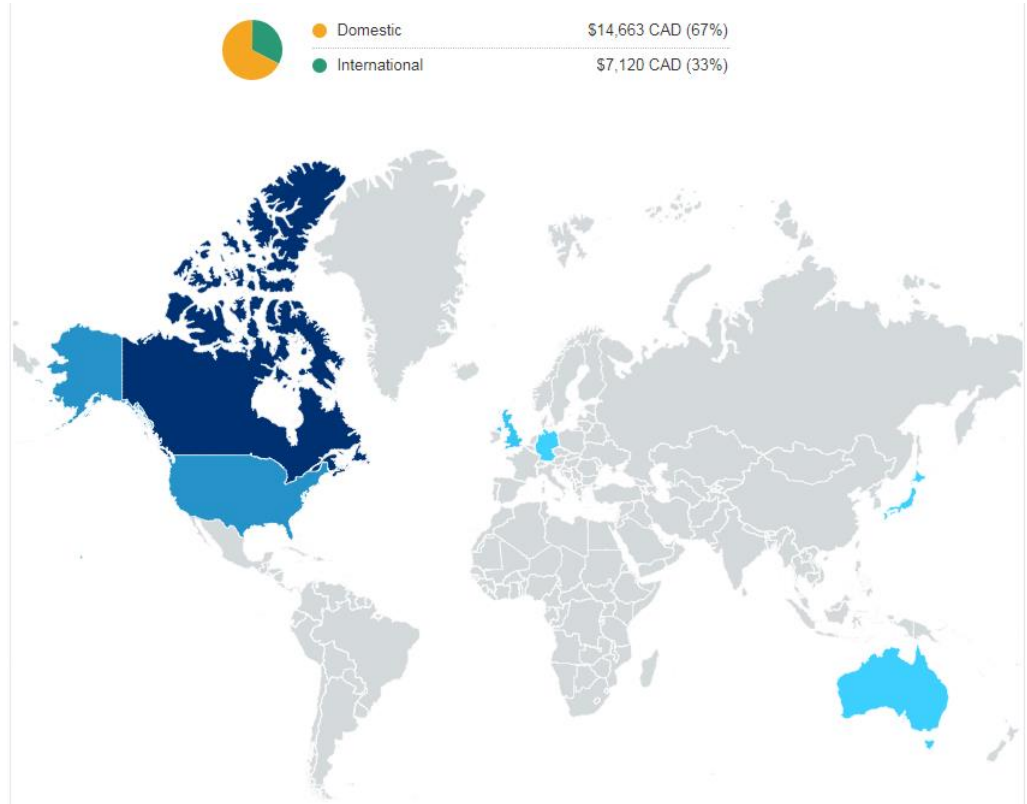 Domestic $14,663 CAD (67%)
International $7,120 CAD (33%)